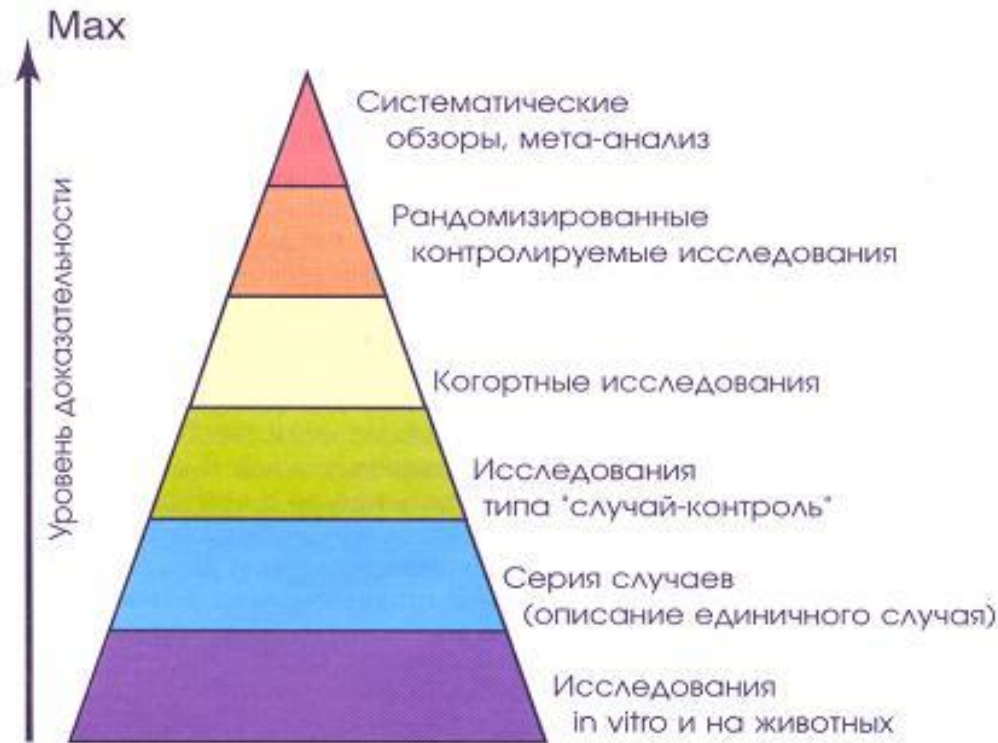 Max
Уровень доказательности
Систематические
обзоры, мета-анализ
Рандомизированные
контролируемые исследования
Когортные исследования
Исследования
типа "случай-контроль"
Серия случаев
(описание единичного случая)
Исследования
in vitro и на животных